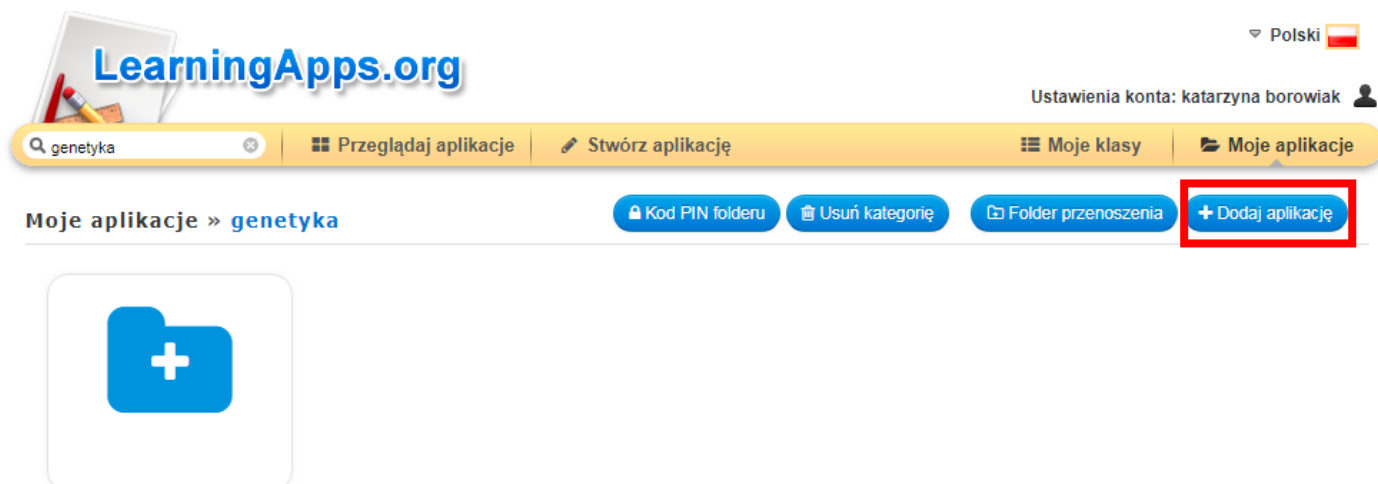 LearningApps.org
Polski
Ustawienia konta: katarzyna borowiak
genetyka
Przeglądaj aplikacje
Stwórz aplikację
Moje klasy
Moje aplikacje
Moje aplikacje » genetyka
Kod PIN folderu
Usuń kategorię
Folder przenoszenia
+ Dodaj aplikację